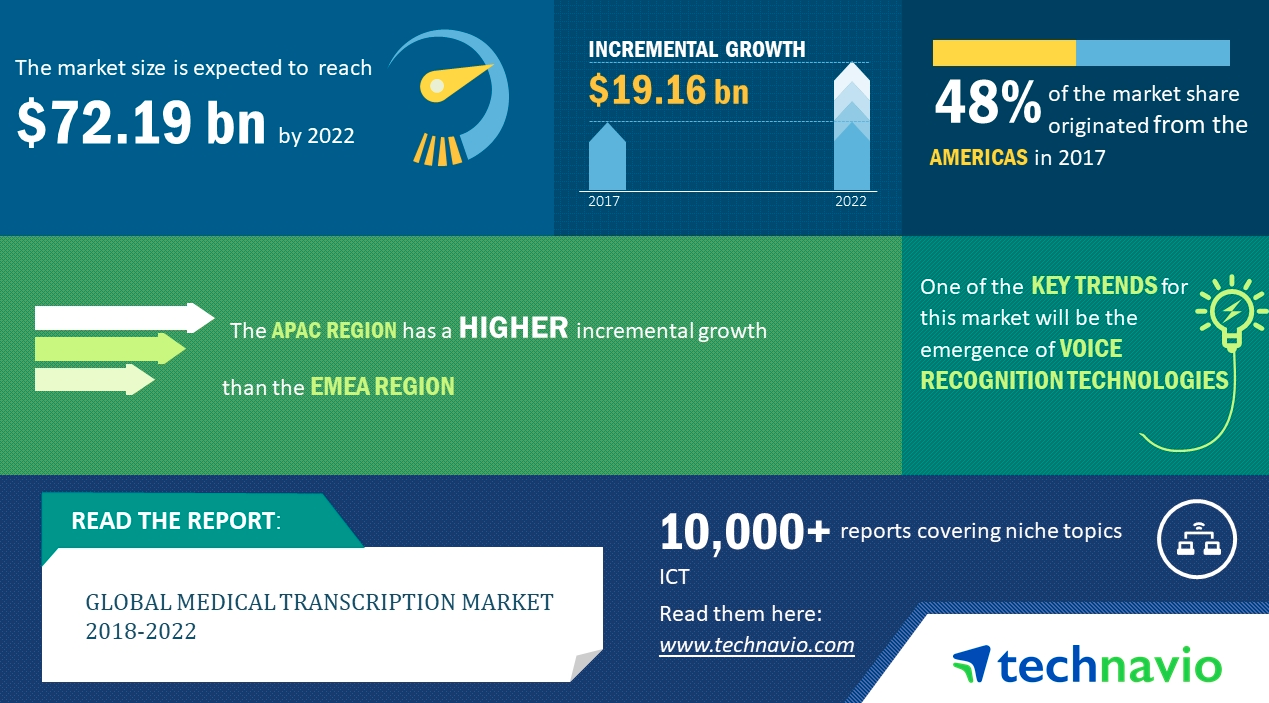 The market size is expected to reach
$72.19 bn by 2022
INCREMENTAL GROWTH
$19.16 bn
2017
2022
48% of the market share
originated from the
AMERICAS in 2017
The APAC REGION has a HIGHER incremental growth
than the EMEA REGION
One of the KEY TRENDS for
this market will be the
emergence of VOICE
RECOGNITION TECHNOLOGIES
READ THE REPORT:
GLOBAL MEDICAL TRANSCRIPTION MARKET
2018-2022
10,000+ reports covering niche topics
ICT
Read them here:
www.technavio.com
technavio